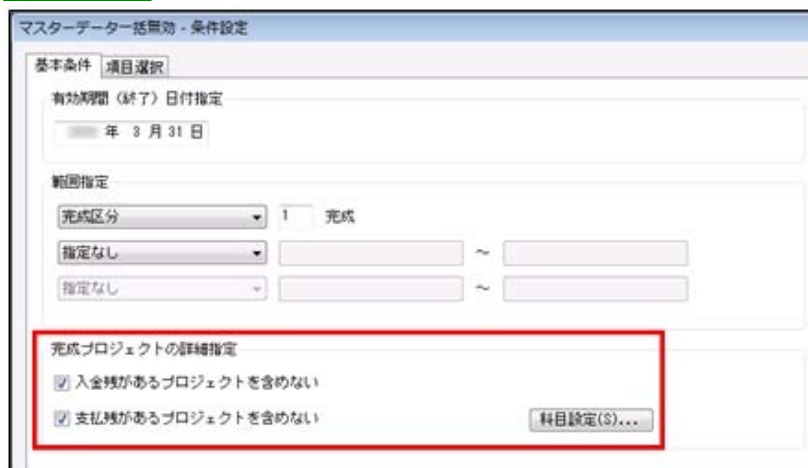 マスターデータ一括無効 - 条件設定
基本条件 項目選択
有効期間（終了）日付指定
年 3 月 31 日
範囲指定
完成区分 1 完成
指定なし ～
指定なし ～
完成プロジェクトの詳細指定
入金残があるプロジェクトを含めない
支払残があるプロジェクトを含めない 科目設定(S)...